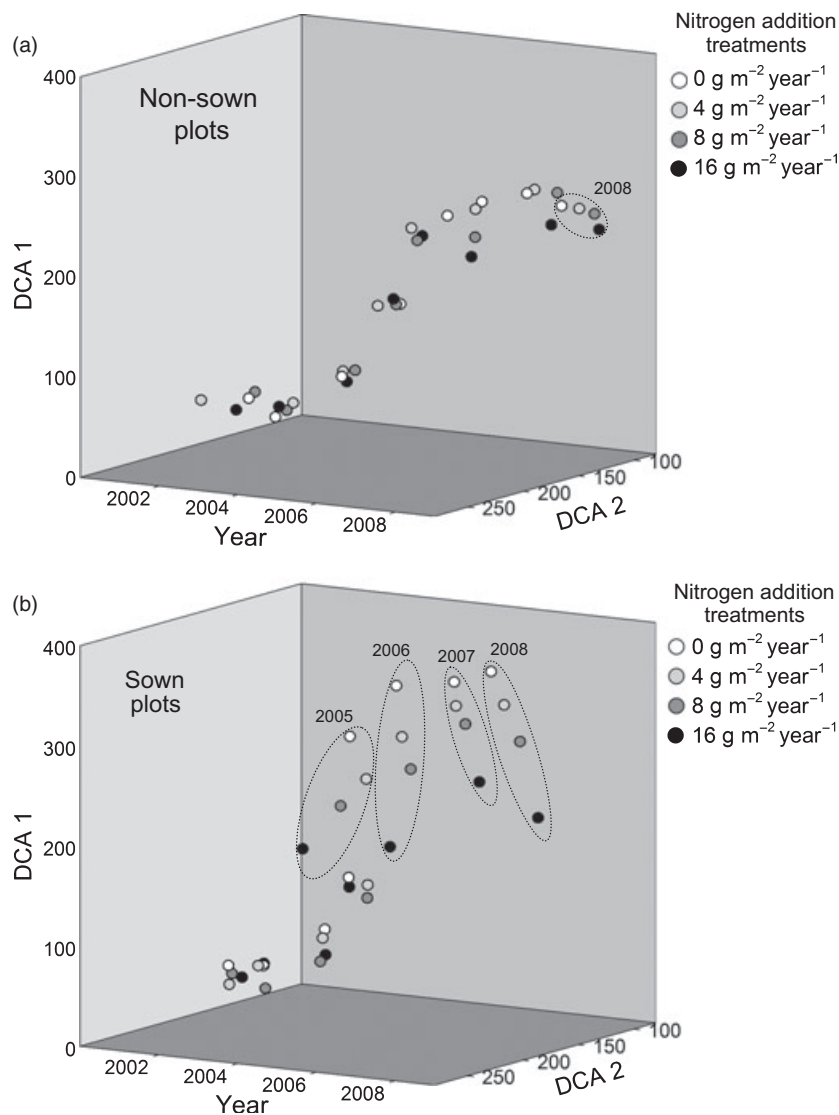 (a)
Nitrogen addition
treatments
0 g m⁻² year⁻¹
4 g m⁻² year⁻¹
8 g m⁻² year⁻¹
16 g m⁻² year⁻¹
Non-sown
plots
2008
400
300
200
100
0
DCA 1
2002
2004
2006
2008
Year
250
200
150
100
DCA 2
(b)
Nitrogen addition
treatments
0 g m⁻² year⁻¹
4 g m⁻² year⁻¹
8 g m⁻² year⁻¹
16 g m⁻² year⁻¹
Sown
plots
2005
2006
2007
2008
400
300
200
100
0
DCA 1
2002
2004
2006
2008
Year
250
200
150
100
DCA 2